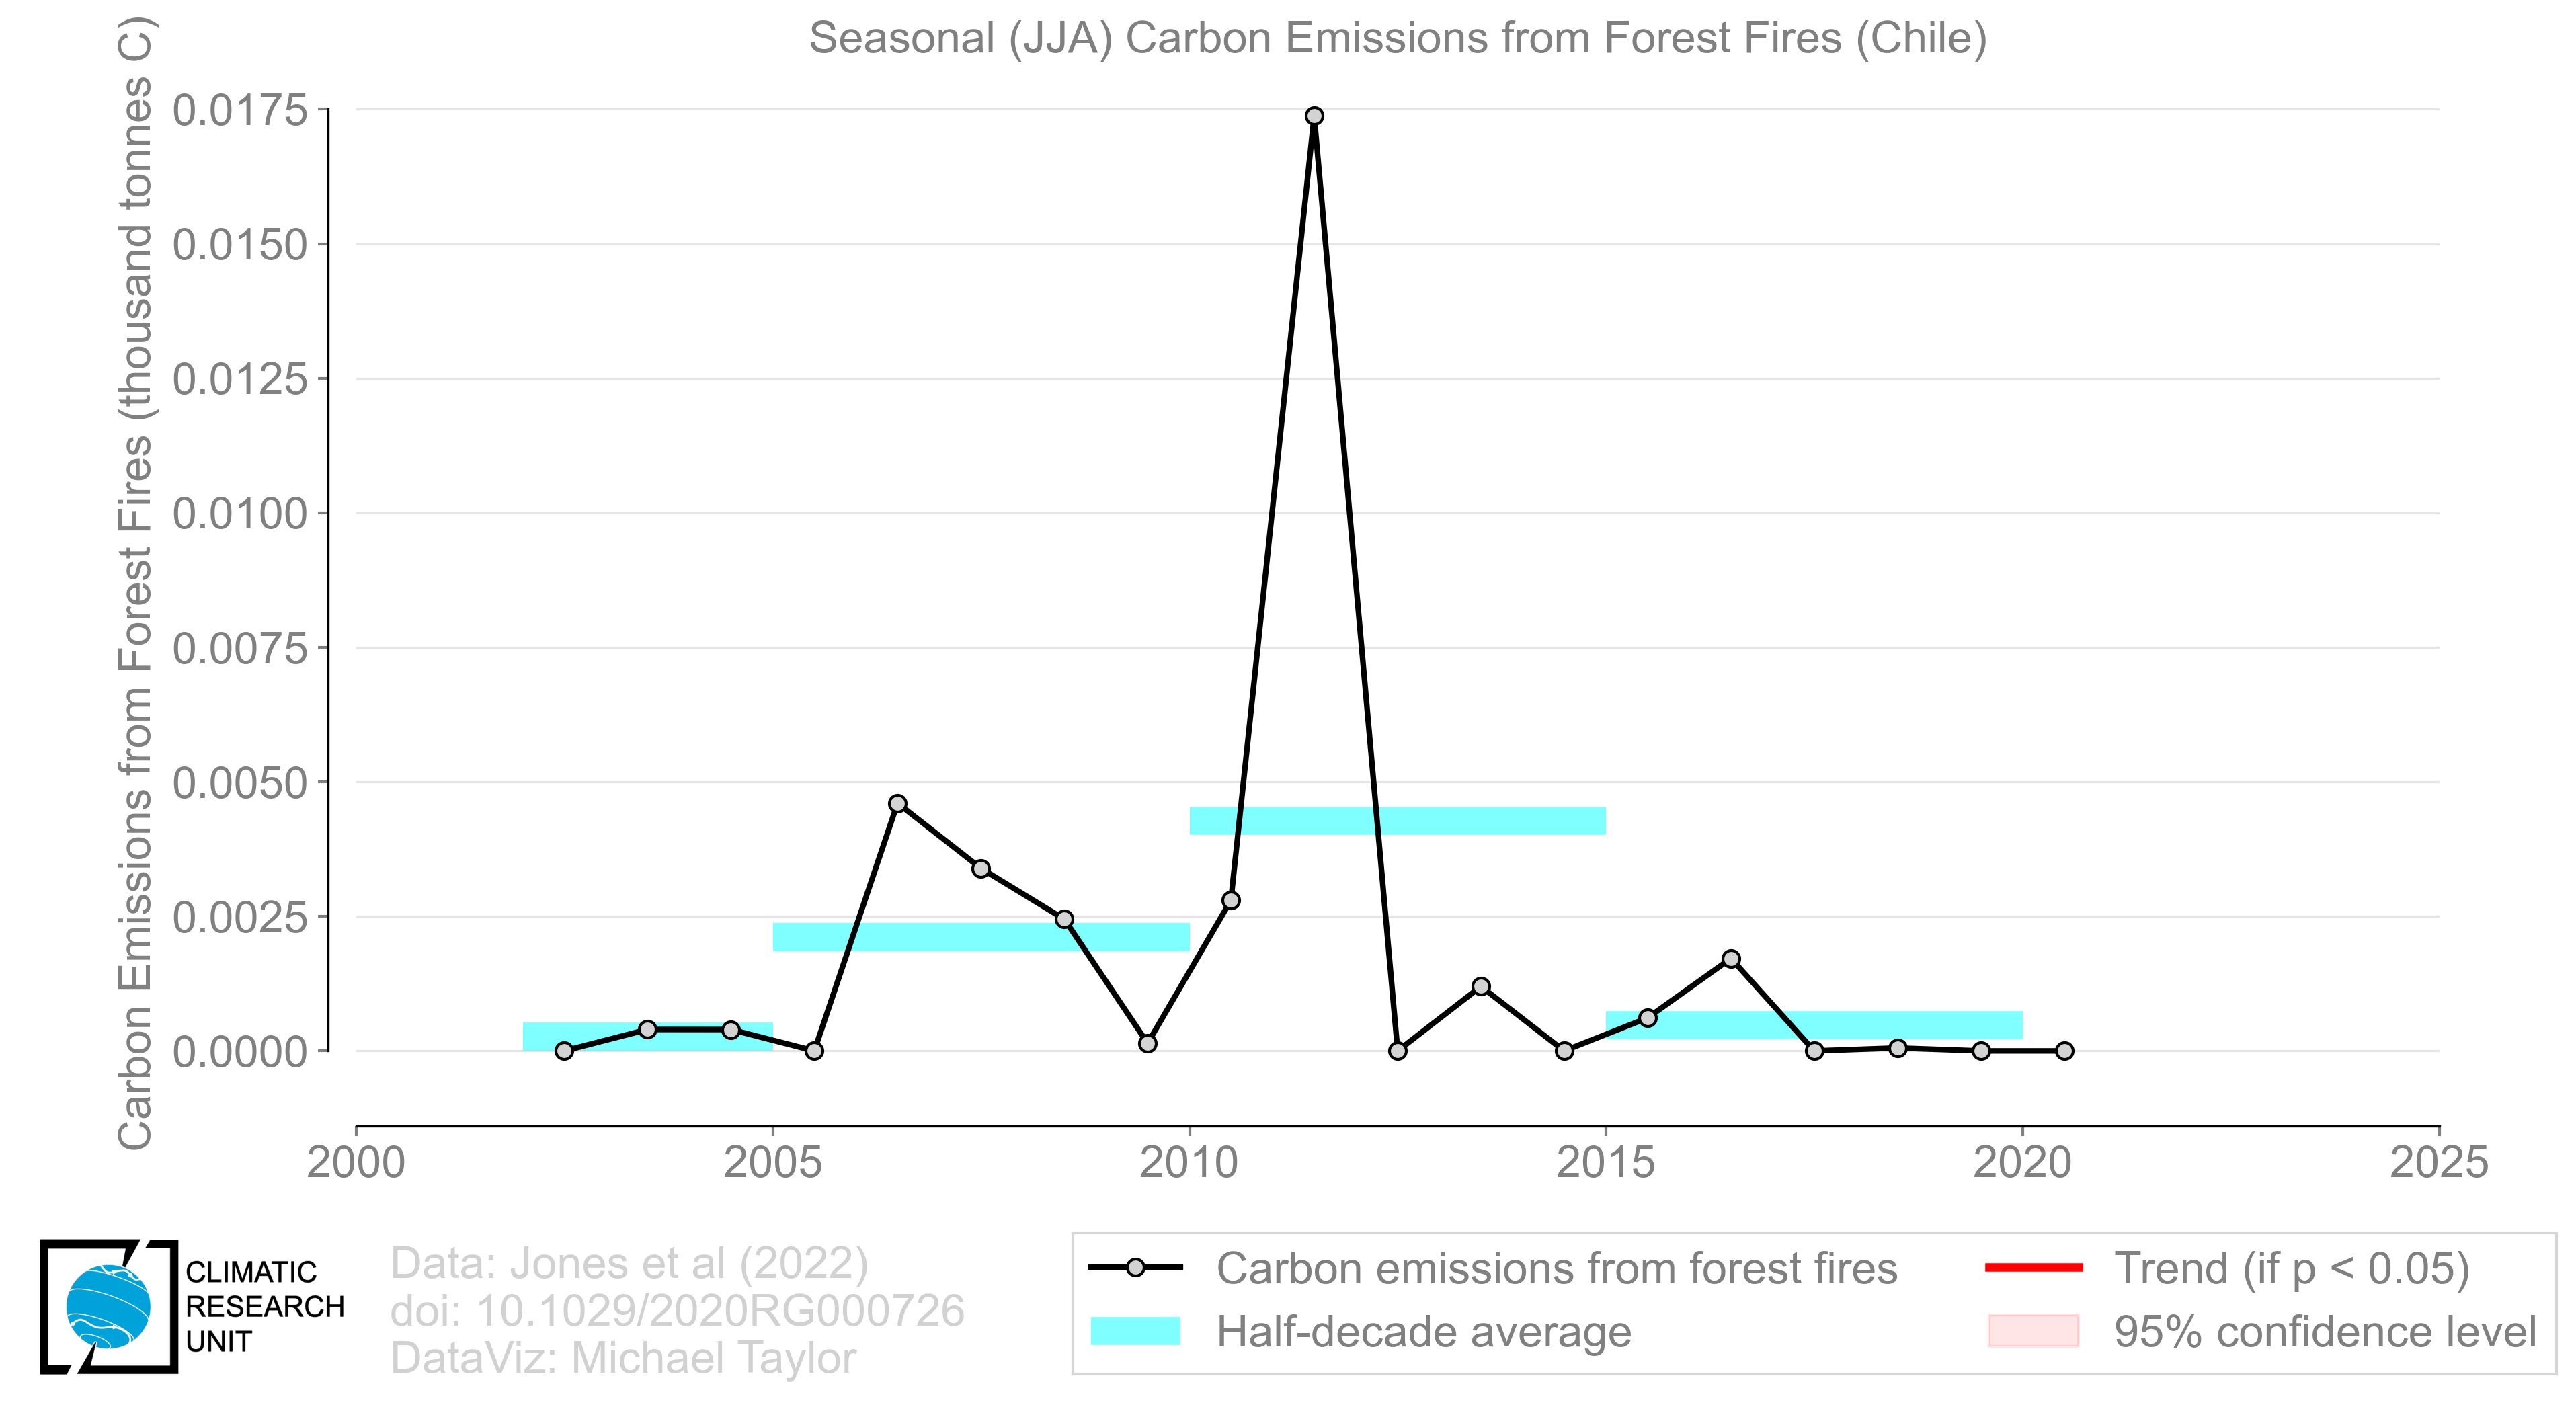 Seasonal (JJA) Carbon Emissions from Forest Fires (Chile)
Carbon Emissions from Forest Fires (thousand tonnes C)
0.0175
0.0150
0.0125
0.0100
0.0075
0.0050
0.0025
0.0000
2000 2005 2010 2015 2020 2025
CLIMATIC
RESEARCH
UNIT
Data: Jones et al (2022)
doi: 10.1029/2020RG000726
DataViz: Michael Taylor
Carbon emissions from forest fires
Half-decade average
Trend (if p < 0.05)
95% confidence level